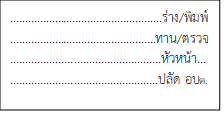 .................................................ร่าง/พิมพ์
................................................ทาน/ตรวจ
................................................หัวหน้า...
................................................ปลัด อบต.